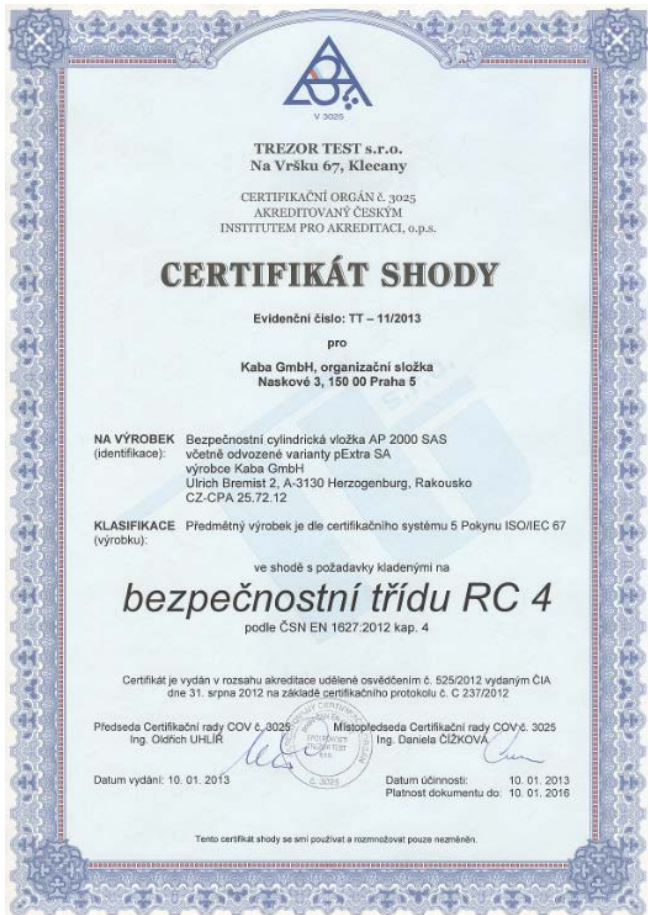 V 3025
TREZOR TEST s.r.o.
Na Vršku 67, Klecany
CERTIFIKAČNÍ ORGÁN č. 3025
AKREDITOVANÝ ČESKÝM
INSTITUTEM PRO AKREDITACI, o.p.s.
CERTIFIKÁT SHODY
Evidenční číslo: TT – 11/2013
pro
Kaba GmbH, organizační složka
Naskové 3, 150 00 Praha 5
NA VÝROBEK Bezpečnostní cylindrická vložka AP 2000 SAS
(identifikace): včetně odvozené varianty pExtra SA
výrobce Kaba GmbH
Ulrich Bremist 2, A-3130 Herzogenburg, Rakousko
CZ-CPA 25.72.12
KLASIFIKACE Předmětný výrobek je dle certifikačního systému 5 Pokynu ISO/IEC 67
(výrobku):
ve shodě s požadavky kladenými na
bezpečnostní třídu RC 4
podle ČSN EN 1627:2012 kap. 4
Certifikát je vydán v rozsahu akreditace udělené osvědčením č. 525/2012 vydaným ČIA
dne 31. srpna 2012 na základě certifikačního protokolu č. C 237/2012
Předseda Certifikační rady COV č. 3025 Místopředseda Certifikační rady COV č. 3025
Ing. Oldřich UHLÍŘ Ing. Daniela ČÍŽKOVÁ
SPOLEČNOSTI
TREZOR TEST
s.r.o.
č. 3025
Datum vydání: 10. 01. 2013 Datum účinnosti: 10. 01. 2013
Platnost dokumentu do: 10. 01. 2016
Tento certifikát shody se smí používat a rozmnožovat pouze nezměněn.